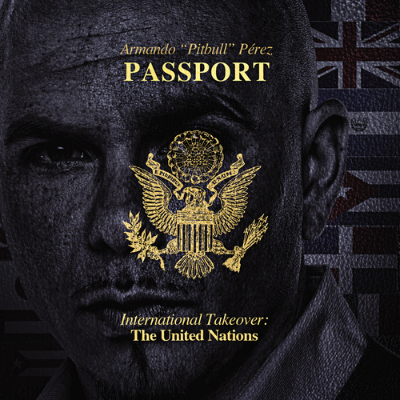 Armando “Pitbull” Pérez
PASSPORT
International Takeover:
The United Nations